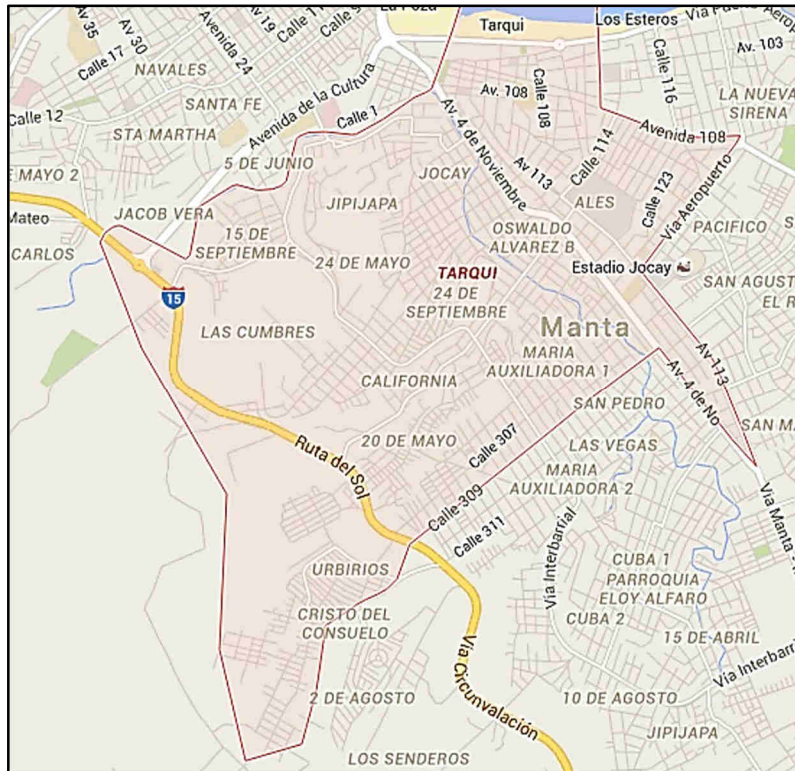 La Poza
Tarqui
Los Esteros
Av 35
Av 30
Av 19
Calle 17
Avenida 24
Av. 103
NAVALES
Calle 116
LA NUEVA
SIRENA
Calle 12
SANTA FE
Avenida de la Cultura
Calle 1
Av. 108
Calle 108
Avenida 108
STA MARTHA
Av. 4 de Noviembre
Calle 114
5 DE JUNIO
JOCAY
Av 113
Calle 123
Via Aeropuerto
E MAYO 2
JIPIJAPA
ALES
Mateo
JACOB VERA
PACIFICO
CARLOS
15 DE
SEPTIEMBRE
OSWALDO
ALVAREZ B
24 DE MAYO
TARQUI
Estadio Jocay
SAN AGUST
EL R
15
24 DE
SEPTIEMBRE
LAS CUMBRES
Manta
MARIA
AUXILIADORA 1
Av 113
CALIFORNIA
Av. 4 de No
SAN PEDRO
SAN MA
20 DE MAYO
Calle 307
LAS VEGAS
Ruta del Sol
MARIA
AUXILIADORA 2
Calle 309
Calle 311
Via Manta
Via Interbarrial
URBIRIOS
CUBA 1
PARROQUIA
ELOY ALFARO
CRISTO DEL
CONSUELO
CUBA 2
15 DE ABRIL
Via Circunvalación
Via Interbarrial
2 DE AGOSTO
10 DE AGOSTO
JIPIJAPA
LOS SENDEROS